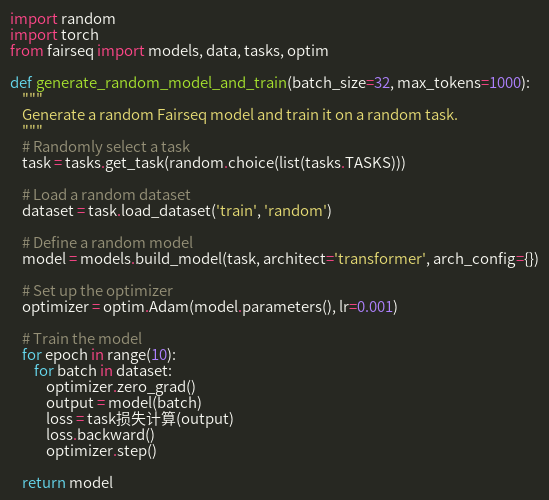 import random
import torch
from fairseq import models, data, tasks, optim

def generate_random_model_and_train(batch_size=32, max_tokens=1000):
    """
    Generate a random Fairseq model and train it on a random task.
    """
    # Randomly select a task
    task = tasks.get_task(random.choice(list(tasks.TASKS)))

    # Load a random dataset
    dataset = task.load_dataset('train', 'random')

    # Define a random model
    model = models.build_model(task, architect='transformer', arch_config={})

    # Set up the optimizer
    optimizer = optim.Adam(model.parameters(), lr=0.001)

    # Train the model
    for epoch in range(10):
        for batch in dataset:
            optimizer.zero_grad()
            output = model(batch)
            loss = task损失计算(output)
            loss.backward()
            optimizer.step()

    return model